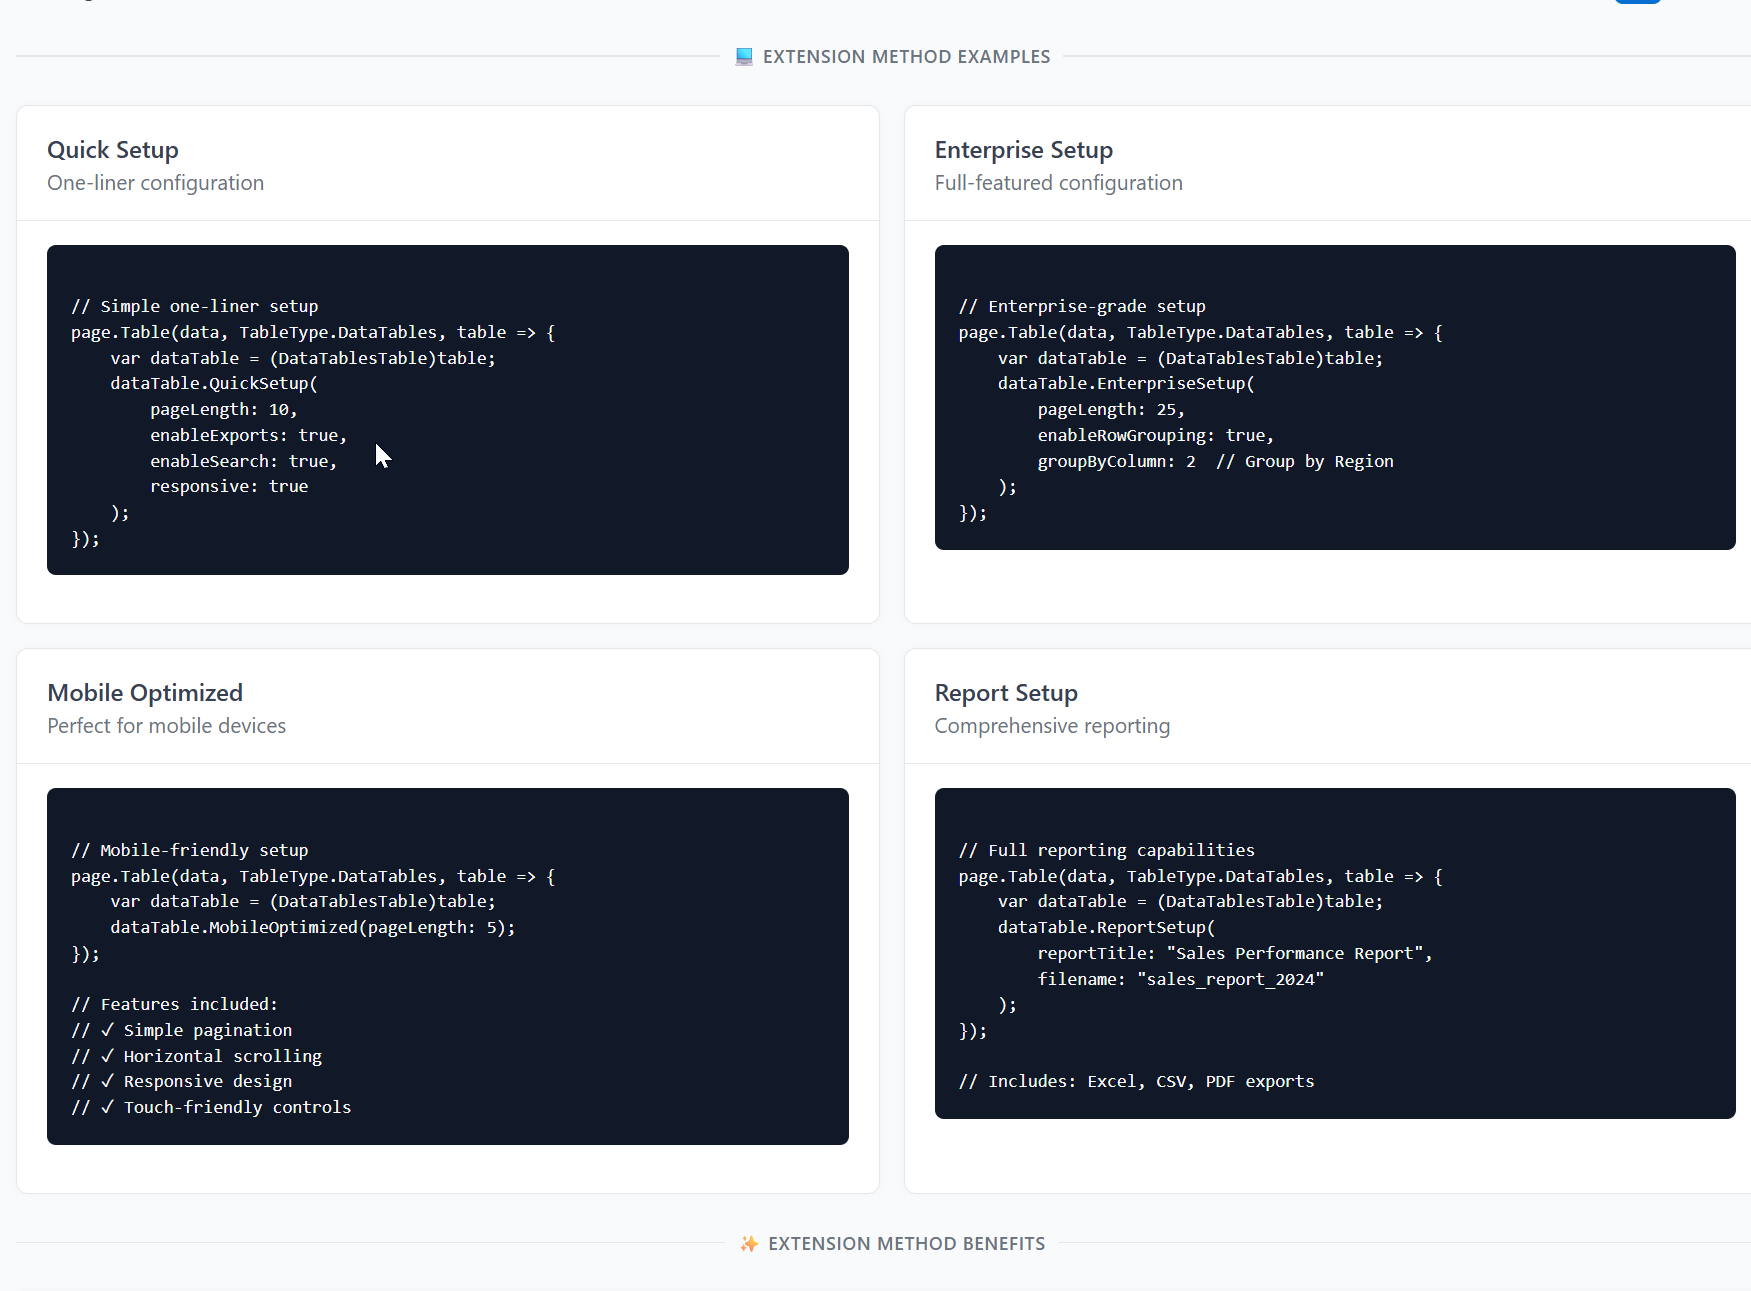 EXTENSION METHOD EXAMPLES
Quick Setup
One-liner configuration
// Simple one-liner setup
page.Table(data, TableType.DataTables, table => {
    var dataTable = (DataTablesTable)table;
    dataTable.QuickSetup(
        pageLength: 10,
        enableExports: true,
        enableSearch: true,
        responsive: true
    );
});
Enterprise Setup
Full-featured configuration
// Enterprise-grade setup
page.Table(data, TableType.DataTables, table => {
    var dataTable = (DataTablesTable)table;
    dataTable.EnterpriseSetup(
        pageLength: 25,
        enableRowGrouping: true,
        groupByColumn: 2  // Group by Region
    );
});
Mobile Optimized
Perfect for mobile devices
// Mobile-friendly setup
page.Table(data, TableType.DataTables, table => {
    var dataTable = (DataTablesTable)table;
    dataTable.MobileOptimized(pageLength: 5);
});
// Features included:
// ✓ Simple pagination
// ✓ Horizontal scrolling
// ✓ Responsive design
// ✓ Touch-friendly controls
Report Setup
Comprehensive reporting
// Full reporting capabilities
page.Table(data, TableType.DataTables, table => {
    var dataTable = (DataTablesTable)table;
    dataTable.ReportSetup(
        reportTitle: "Sales Performance Report",
        filename: "sales_report_2024"
    );
});
// Includes: Excel, CSV, PDF exports
✨ EXTENSION METHOD BENEFITS